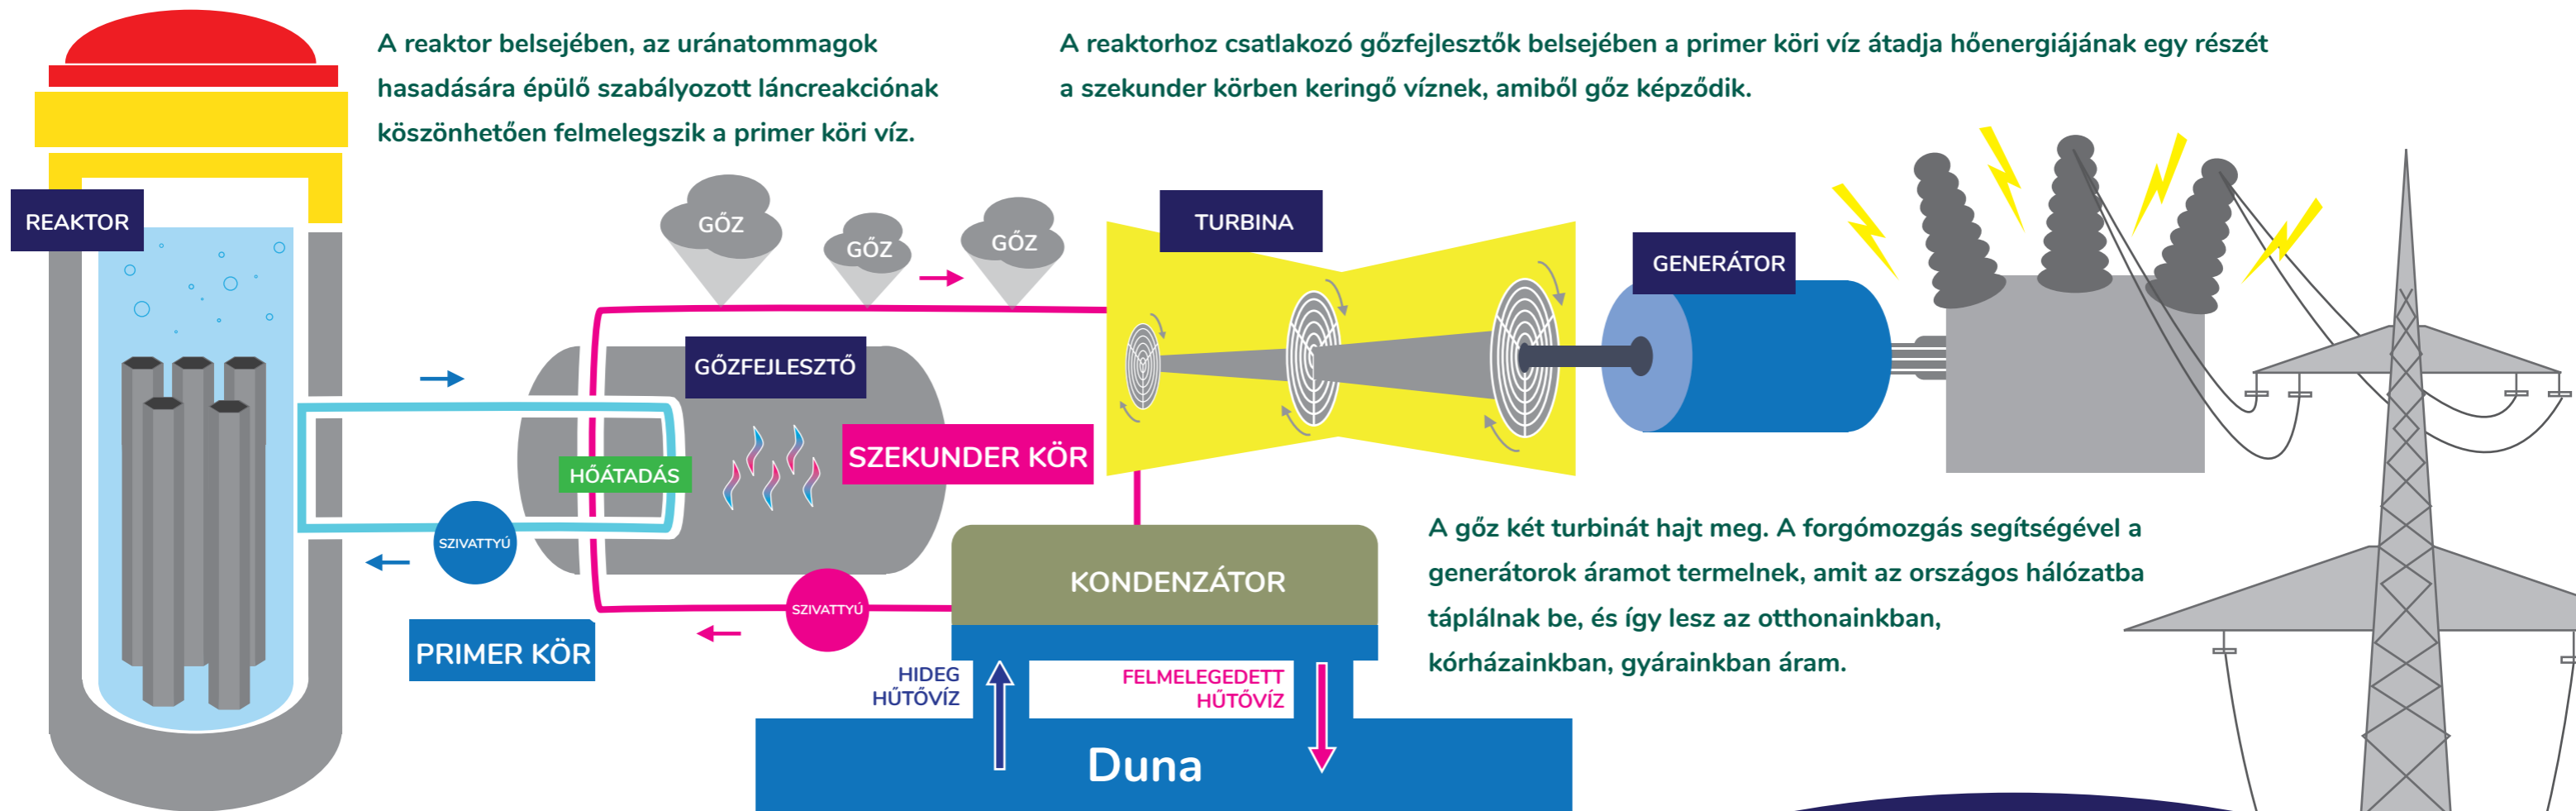 A reaktor belsejében, az uránatommagok
hasadására épülő szabályozott láncreakciónak
köszönhetően felmelegszik a primer köri víz.
A reaktorhoz csatlakozó gőzfejlesztők belsejében a primer köri víz átadja hőenergiájának egy részét
a szekunder körben keringő víznek, amiből gőz képződik.
REAKTOR
GŐZ
GŐZ
GŐZ
TURBINA
GENERÁTOR
GŐZFEJLESZTŐ
SZEKUNDER KÖR
HŐÁTADÁS
SZIVATTYÚ
PRIMER KÖR
SZIVATTYÚ
KONDENZÁTOR
HIDEG
HŰTŐVÍZ
FELMELEGEDETT
HŰTŐVÍZ
Duna
A gőz két turbinát hajt meg. A forgómozgás segítségével a
generátorok áramot termelnek, amit az országos hálózatba
táplálnak be, és így lesz az otthonainkban,
kórházainkban, gyárainkban áram.